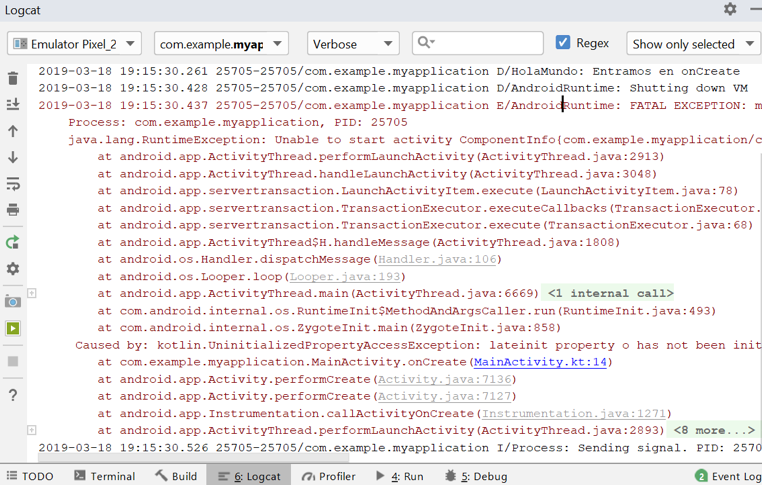 Logcat
Emulator Pixel_2 com.example.myap Verbose Regex Show only selected
2019-03-18 19:15:30.261 25705-25705/com.example.myapplication D/HolaMundo: Entramos en onCreate
2019-03-18 19:15:30.428 25705-25705/com.example.myapplication D/AndroidRuntime: Shutting down VM
2019-03-18 19:15:30.437 25705-25705/com.example.myapplication E/AndroidRuntime: FATAL EXCEPTION: m
Process: com.example.myapplication, PID: 25705
java.lang.RuntimeException: Unable to start activity ComponentInfo{com.example.myapplication/c
at android.app.ActivityThread.performLaunchActivity(ActivityThread.java:2913)
at android.app.ActivityThread.handleLaunchActivity(ActivityThread.java:3048)
at android.app.servertransaction.LaunchActivityItem.execute(LaunchActivityItem.java:78)
at android.app.servertransaction.TransactionExecutor.executeCallbacks(TransactionExecutor.
at android.app.servertransaction.TransactionExecutor.execute(TransactionExecutor.java:68)
at android.app.ActivityThread$H.handleMessage(ActivityThread.java:1808)
at android.os.Handler.dispatchMessage(Handler.java:106)
at android.os.Looper.loop(Looper.java:193)
at android.app.ActivityThread.main(ActivityThread.java:6669) <1 internal call>
at com.android.internal.os.RuntimeInit$MethodAndArgsCaller.run(RuntimeInit.java:493)
at com.android.internal.os.ZygoteInit.main(ZygoteInit.java:858)
Caused by: kotlin.UninitializedPropertyAccessException: lateinit property o has not been init
at com.example.myapplication.MainActivity.onCreate(MainActivity.kt:14)
at android.app.Activity.performCreate(Activity.java:7136)
at android.app.Activity.performCreate(Activity.java:7127)
at android.app.Instrumentation.callActivityOnCreate(Instrumentation.java:1271)
at android.app.ActivityThread.performLaunchActivity(ActivityThread.java:2893) <8 more...>
2019-03-18 19:15:30.526 25705-25705/com.example.myapplication I/Process: Sending signal. PID: 2570
TODO Terminal Build 6: Logcat Profiler 4: Run 5: Debug 2 Event Log